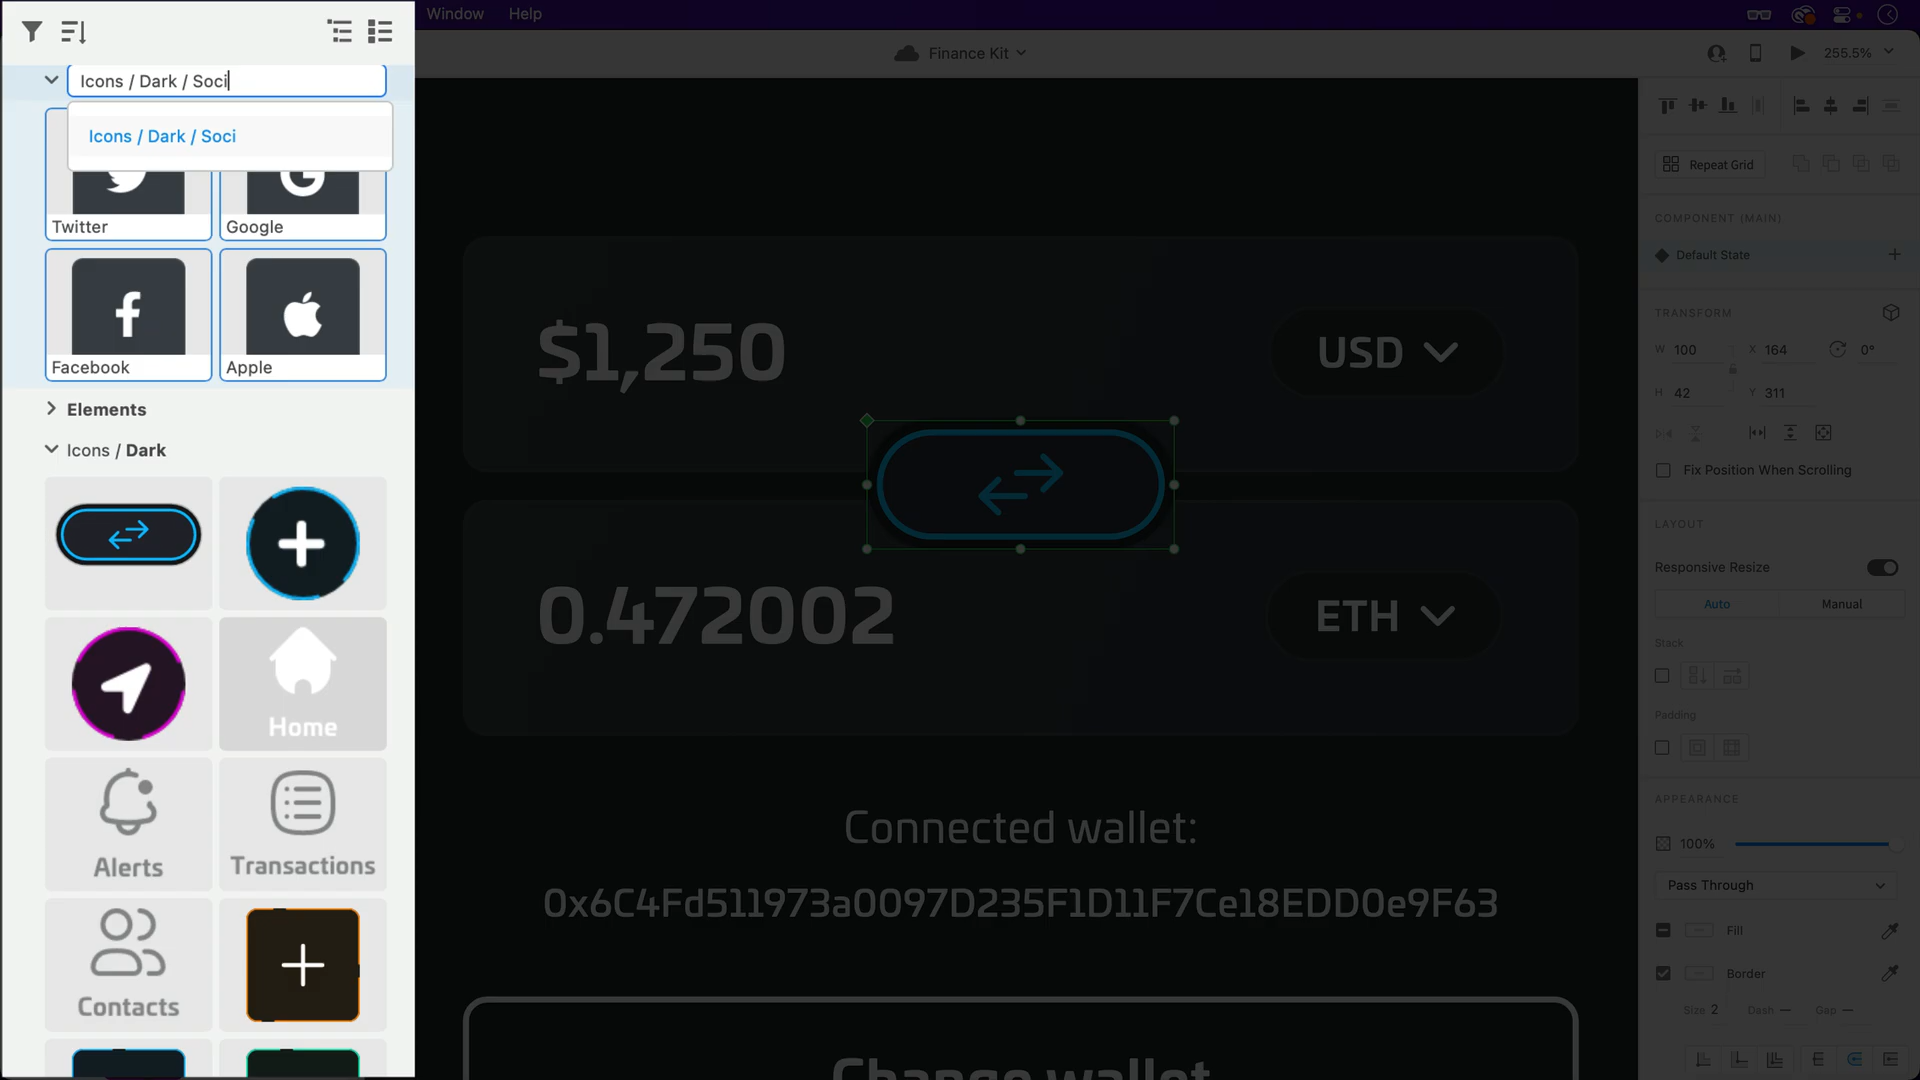 Window Help
Finance Kit
255.5%
Icons / Dark / Soci
Icons / Dark / Soci
Twitter
Google
Facebook
Apple
Elements
Icons / Dark
Home
Alerts
Transactions
Contacts
$1,250
USD
0.472002
ETH
Connected wallet:
0x6C4Fd511973a0097D235F1D11F7Ce18EDD0e9F63
Change wallet
Repeat Grid
COMPONENT (MAIN)
Default State
TRANSFORM
W 100 X 164 0°
H 42 Y 311
Fix Position When Scrolling
LAYOUT
Responsive Resize
Auto Manual
Stack
Padding
APPEARANCE
100%
Pass Through
Fill
Border
Size 2 Dash — Gap —